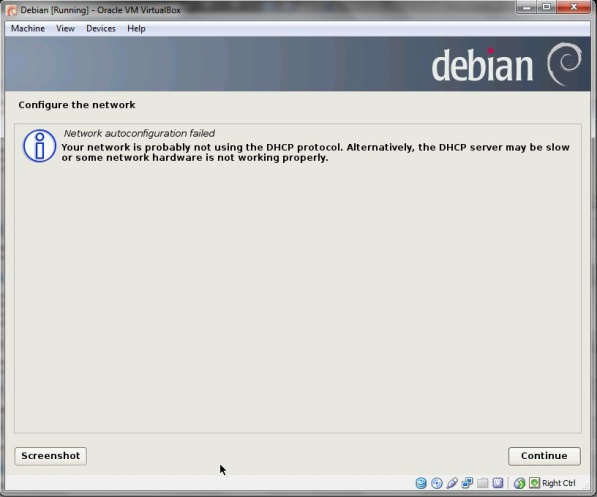 Debian [Running] - Oracle VM VirtualBox
Machine View Devices Help
debian
Configure the network
Network autoconfiguration failed
Your network is probably not using the DHCP protocol. Alternatively, the DHCP server may be slow
or some network hardware is not working properly.
Screenshot
Continue
Right Ctrl